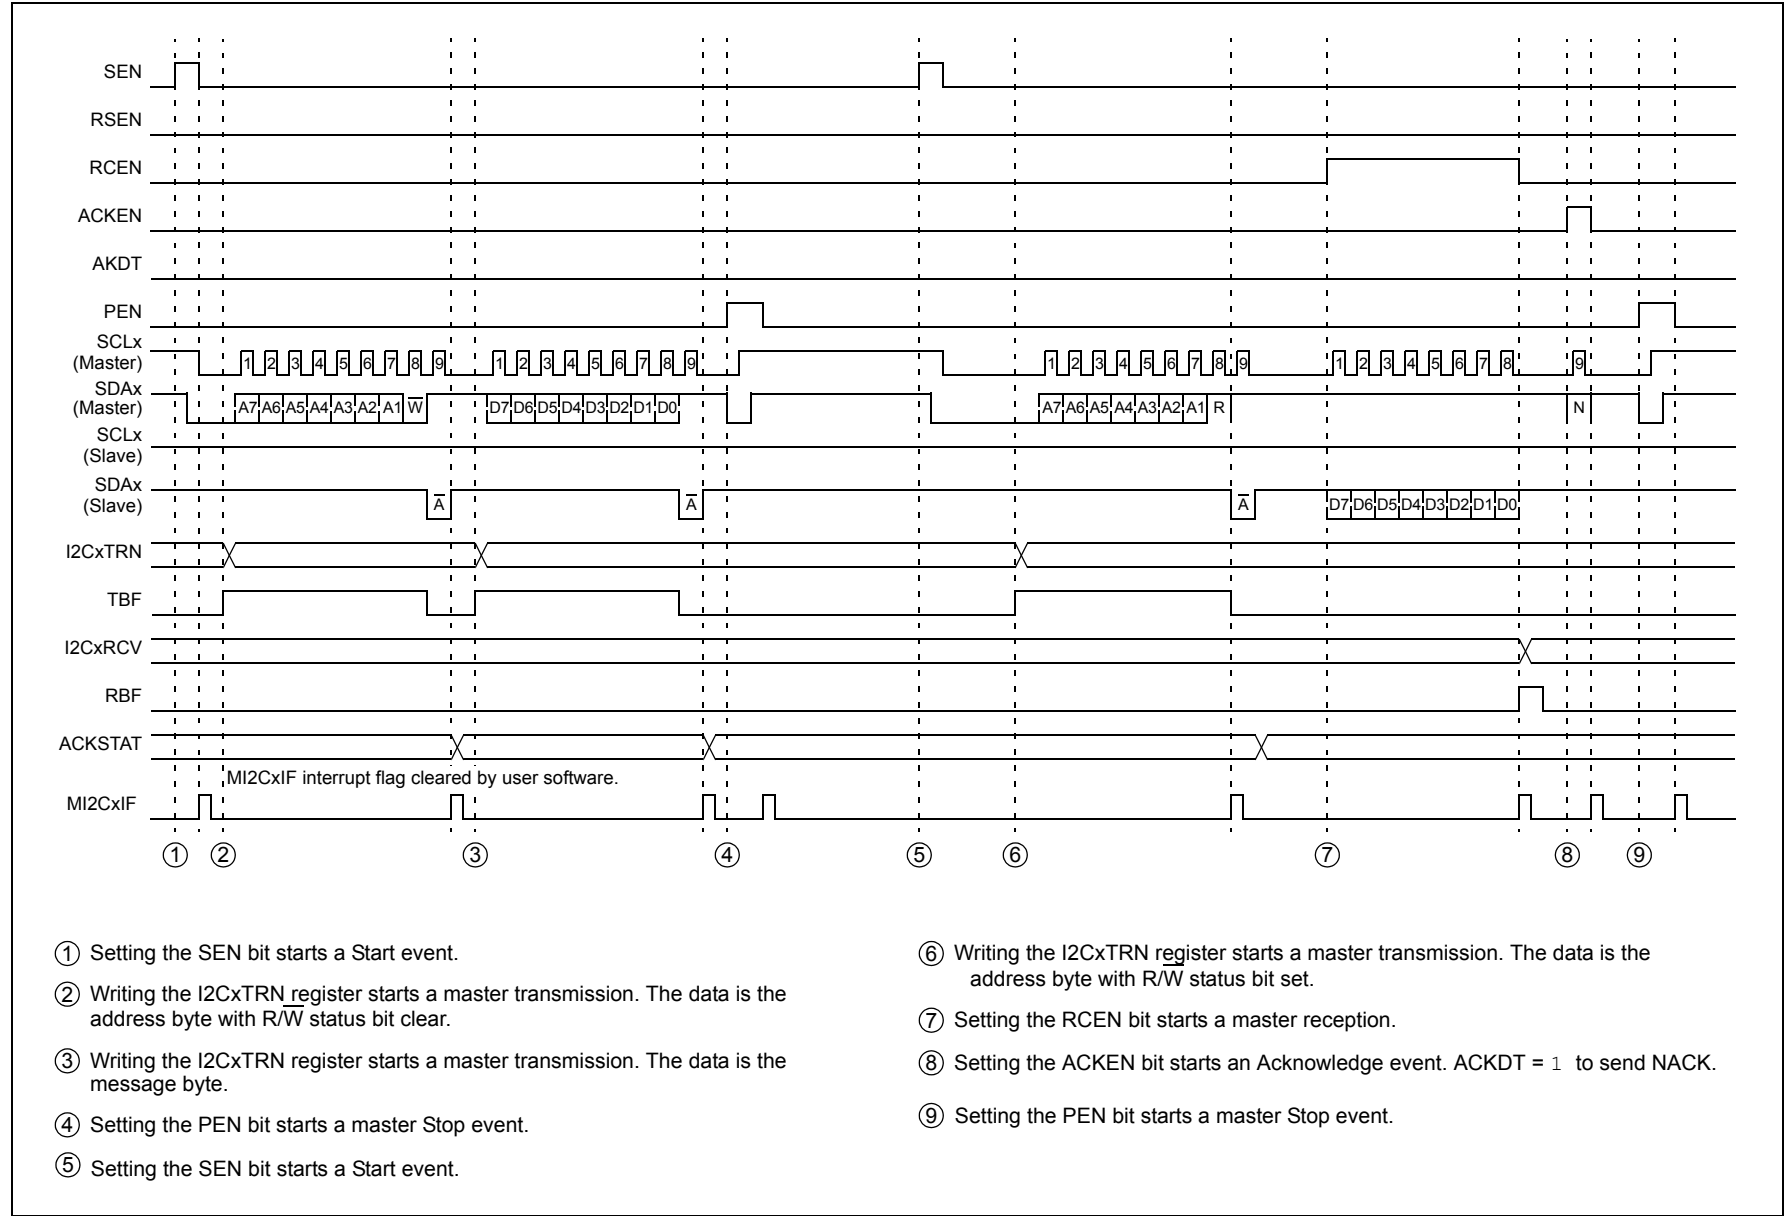 SEN
RSEN
RCEN
ACKEN
AKDT
PEN
SCLx
(Master)
1 2 3 4 5 6 7 8 9 1 2 3 4 5 6 7 8 9 1 2 3 4 5 6 7 8 9 1 2 3 4 5 6 7 8 9
SDAx
(Master)
A7 A6 A5 A4 A3 A2 A1 W̅ D7 D6 D5 D4 D3 D2 D1 D0 A7 A6 A5 A4 A3 A2 A1 R N
SCLx
(Slave)
SDAx
(Slave)
A̅ A̅ A̅ D7 D6 D5 D4 D3 D2 D1 D0
I2CxTRN
TBF
I2CxRCV
RBF
ACKSTAT
MI2CxIF interrupt flag cleared by user software.
MI2CxIF
① ② ③ ④ ⑤ ⑥ ⑦ ⑧ ⑨
① Setting the SEN bit starts a Start event.
② Writing the I2CxTRN register starts a master transmission. The data is the
address byte with R/W̅ status bit clear.
③ Writing the I2CxTRN register starts a master transmission. The data is the
message byte.
④ Setting the PEN bit starts a master Stop event.
⑤ Setting the SEN bit starts a Start event.
⑥ Writing the I2CxTRN register starts a master transmission. The data is the
address byte with R/W̅ status bit set.
⑦ Setting the RCEN bit starts a master reception.
⑧ Setting the ACKEN bit starts an Acknowledge event. ACKDT = 1 to send NACK.
⑨ Setting the PEN bit starts a master Stop event.